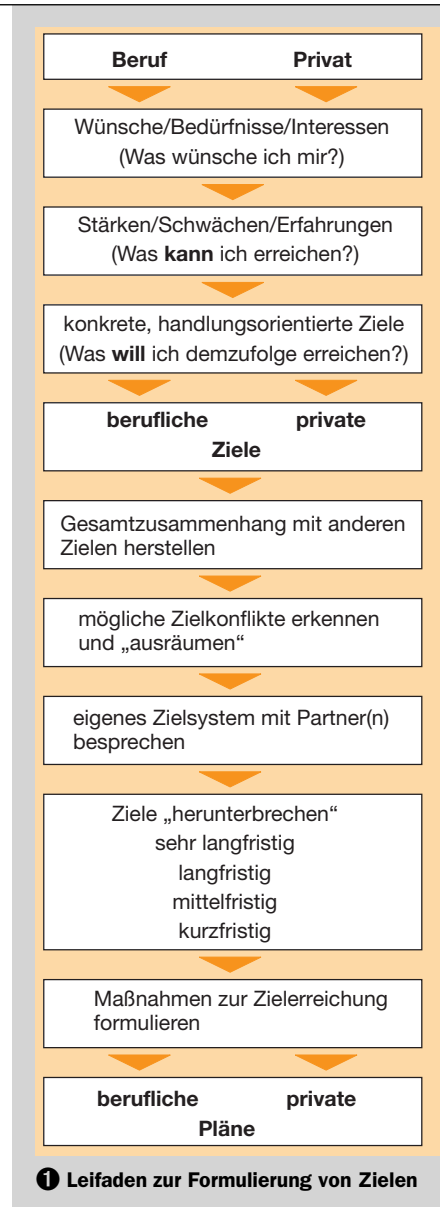 Beruf Privat
Wünsche/Bedürfnisse/Interessen
(Was wünsche ich mir?)
Stärken/Schwächen/Erfahrungen
(Was kann ich erreichen?)
konkrete, handlungsorientierte Ziele
(Was will ich demzufolge erreichen?)
berufliche private
Ziele
Gesamtzusammenhang mit anderen
Zielen herstellen
mögliche Zielkonflikte erkennen
und „ausräumen“
eigenes Zielsystem mit Partner(n)
besprechen
Ziele „herunterbrechen“
sehr langfristig
langfristig
mittelfristig
kurzfristig
Maßnahmen zur Zielerreichung
formulieren
berufliche private
Pläne
❶ Leifaden zur Formulierung von Zielen